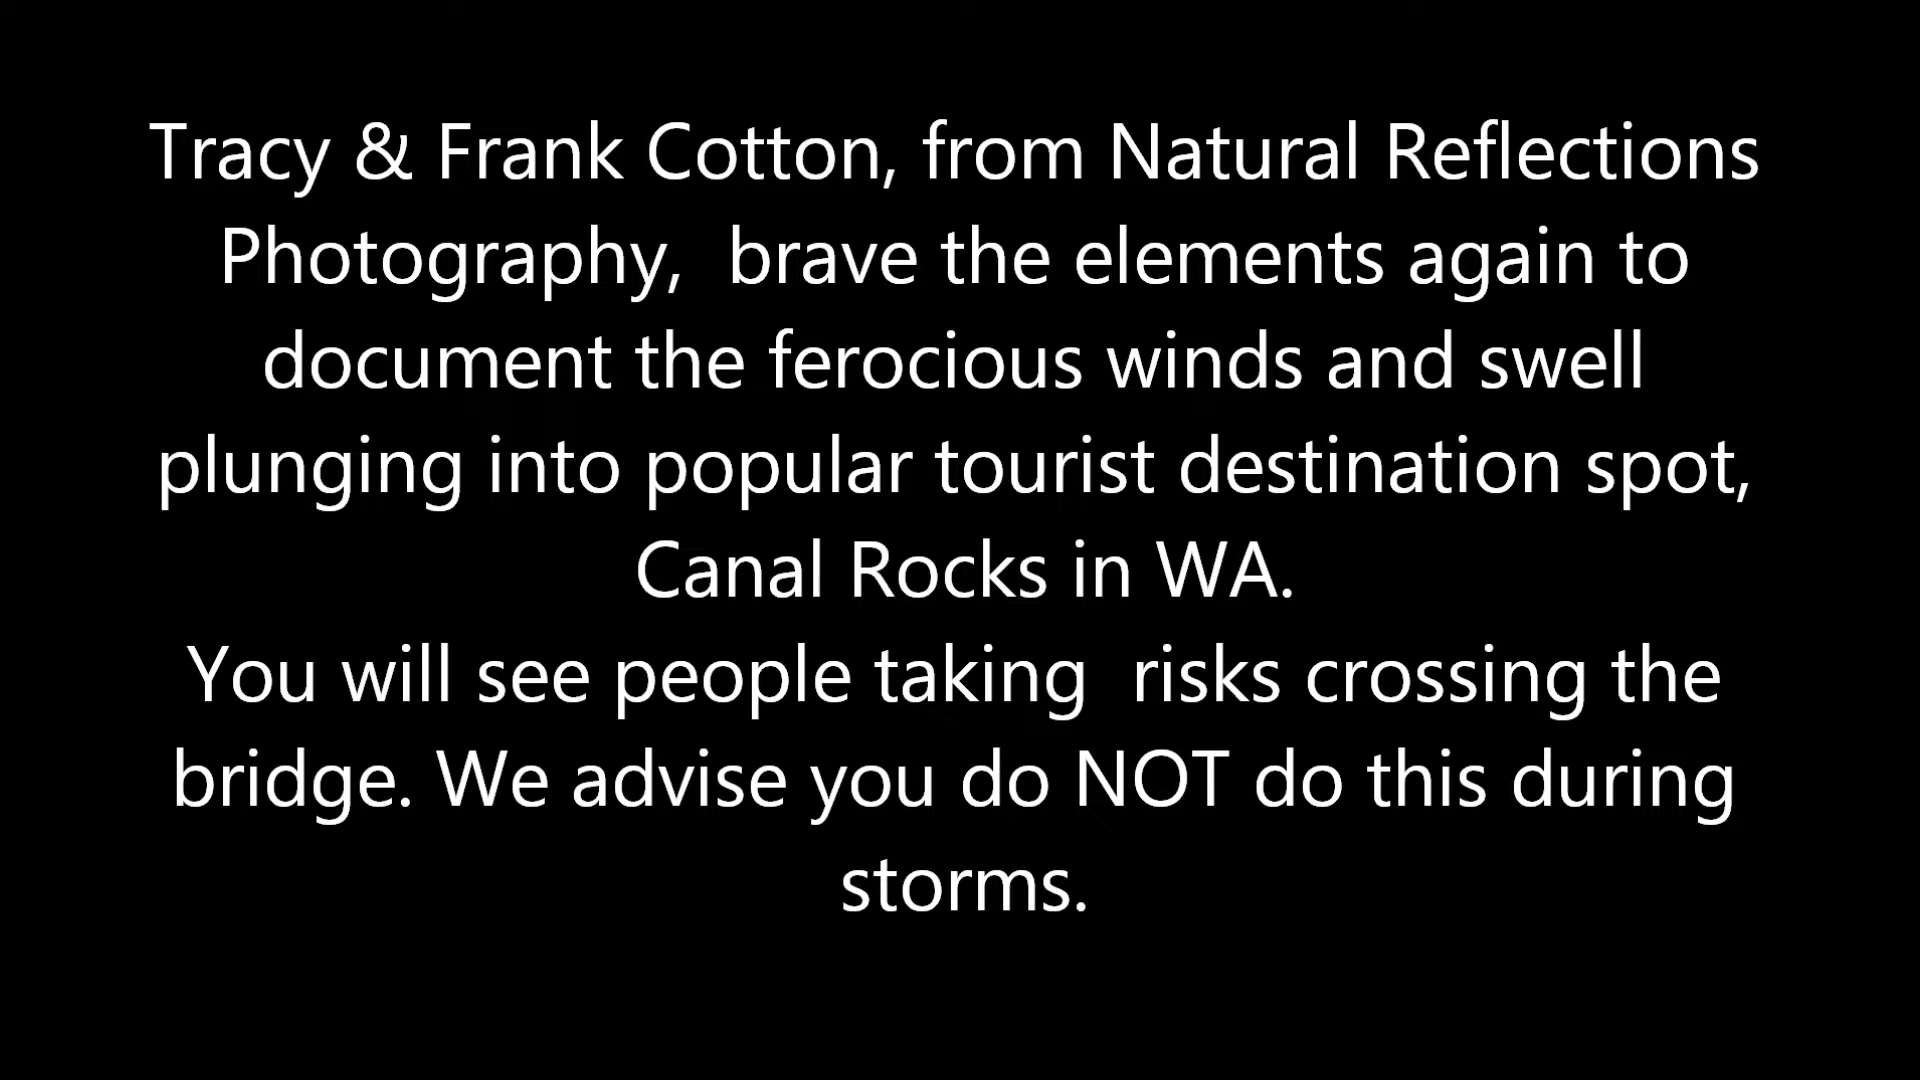 Tracy & Frank Cotton, from Natural Reflections
Photography,  brave the elements again to
document the ferocious winds and swell
plunging into popular tourist destination spot,
Canal Rocks in WA.
You will see people taking  risks crossing the
bridge. We advise you do NOT do this during
storms.